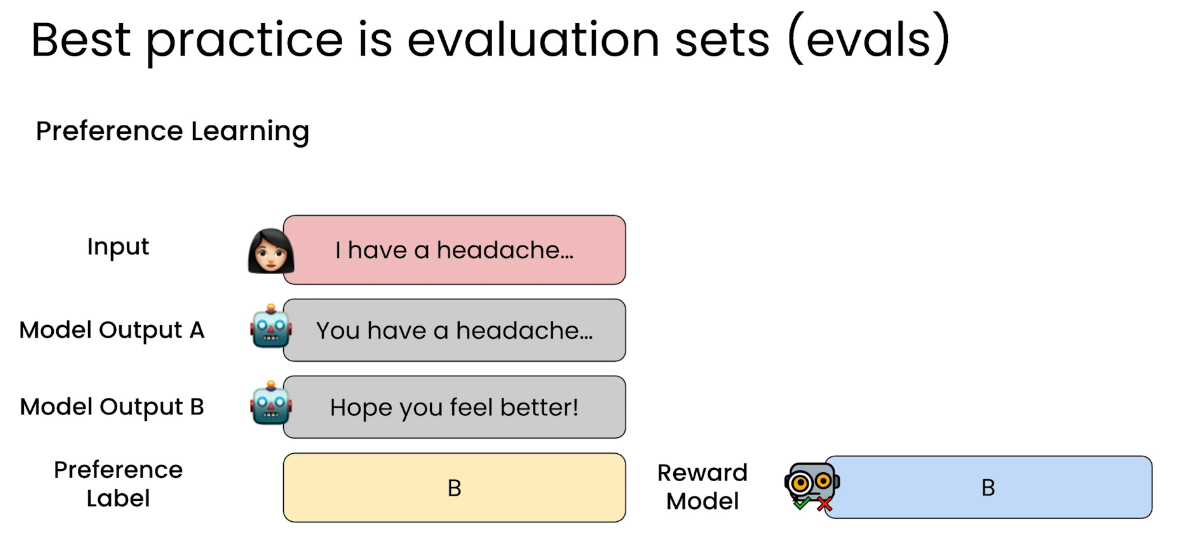 Best practice is evaluation sets (evals)
Preference Learning
Input
I have a headache...
Model Output A
You have a headache...
Model Output B
Hope you feel better!
Preference
Label
B
Reward
Model
B